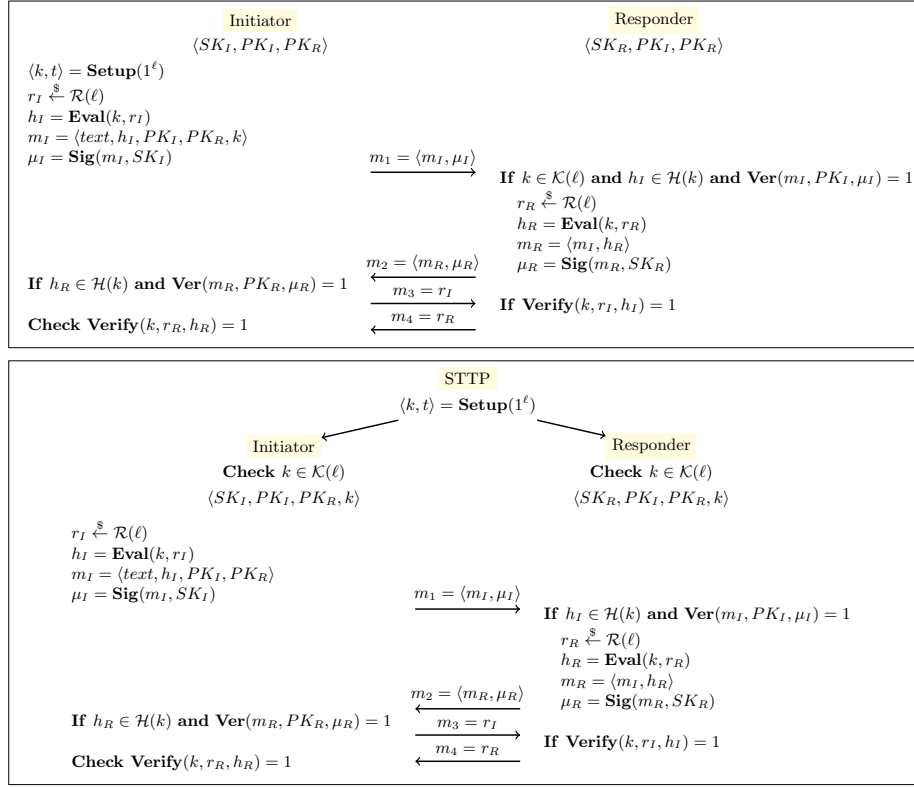 Initiator
Responder
⟨SK_I, PK_I, PK_R⟩
⟨SK_R, PK_I, PK_R⟩
⟨k, t⟩ = Setup(1^ℓ)
r_I ←$ R(ℓ)
h_I = Eval(k, r_I)
m_I = ⟨text, h_I, PK_I, PK_R, k⟩
μ_I = Sig(m_I, SK_I)
m_1 = ⟨m_I, μ_I⟩
If k ∈ K(ℓ) and h_I ∈ H(k) and Ver(m_I, PK_I, μ_I) = 1
r_R ←$ R(ℓ)
h_R = Eval(k, r_R)
m_R = ⟨m_I, h_R⟩
μ_R = Sig(m_R, SK_R)
m_2 = ⟨m_R, μ_R⟩
If h_R ∈ H(k) and Ver(m_R, PK_R, μ_R) = 1
m_3 = r_I
If Verify(k, r_I, h_I) = 1
m_4 = r_R
Check Verify(k, r_R, h_R) = 1
STTP
⟨k, t⟩ = Setup(1^ℓ)
Initiator
Responder
Check k ∈ K(ℓ)
Check k ∈ K(ℓ)
⟨SK_I, PK_I, PK_R, k⟩
⟨SK_R, PK_I, PK_R, k⟩
r_I ←$ R(ℓ)
h_I = Eval(k, r_I)
m_I = ⟨text, h_I, PK_I, PK_R⟩
μ_I = Sig(m_I, SK_I)
m_1 = ⟨m_I, μ_I⟩
If h_I ∈ H(k) and Ver(m_I, PK_I, μ_I) = 1
r_R ←$ R(ℓ)
h_R = Eval(k, r_R)
m_R = ⟨m_I, h_R⟩
μ_R = Sig(m_R, SK_R)
m_2 = ⟨m_R, μ_R⟩
If h_R ∈ H(k) and Ver(m_R, PK_R, μ_R) = 1
m_3 = r_I
If Verify(k, r_I, h_I) = 1
m_4 = r_R
Check Verify(k, r_R, h_R) = 1